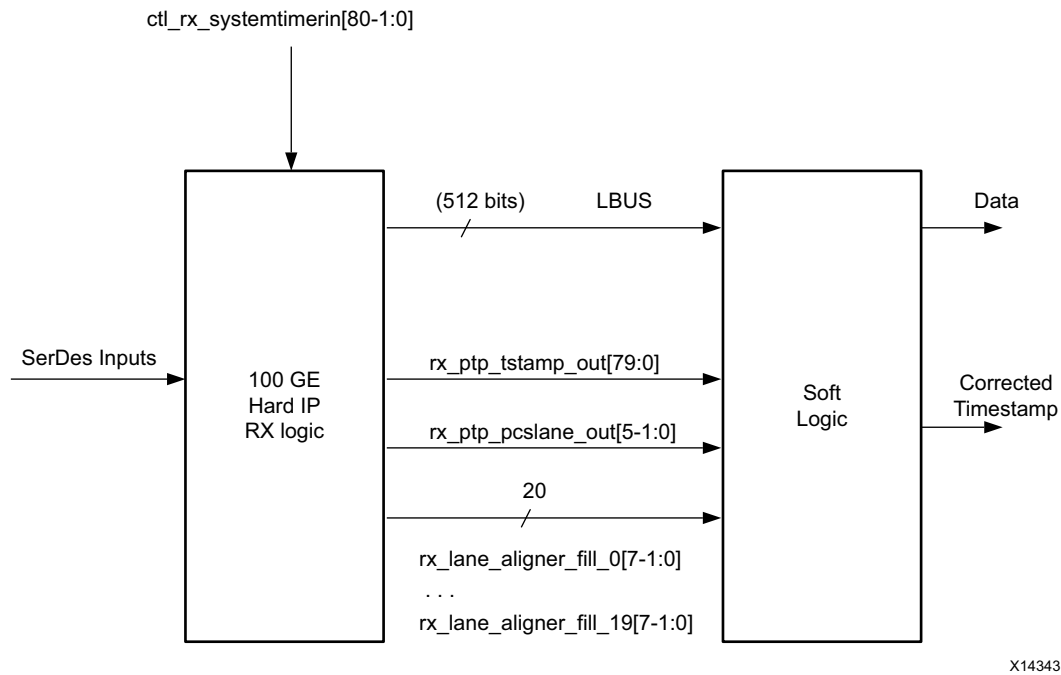 ctl_rx_systemtimerin[80-1:0]
(512 bits) LBUS
Data
SerDes Inputs
100 GE
Hard IP
RX logic
rx_ptp_tstamp_out[79:0]
rx_ptp_pcslane_out[5-1:0]
20
rx_lane_aligner_fill_0[7-1:0]
. . .
rx_lane_aligner_fill_19[7-1:0]
Soft
Logic
Corrected
Timestamp
X14343